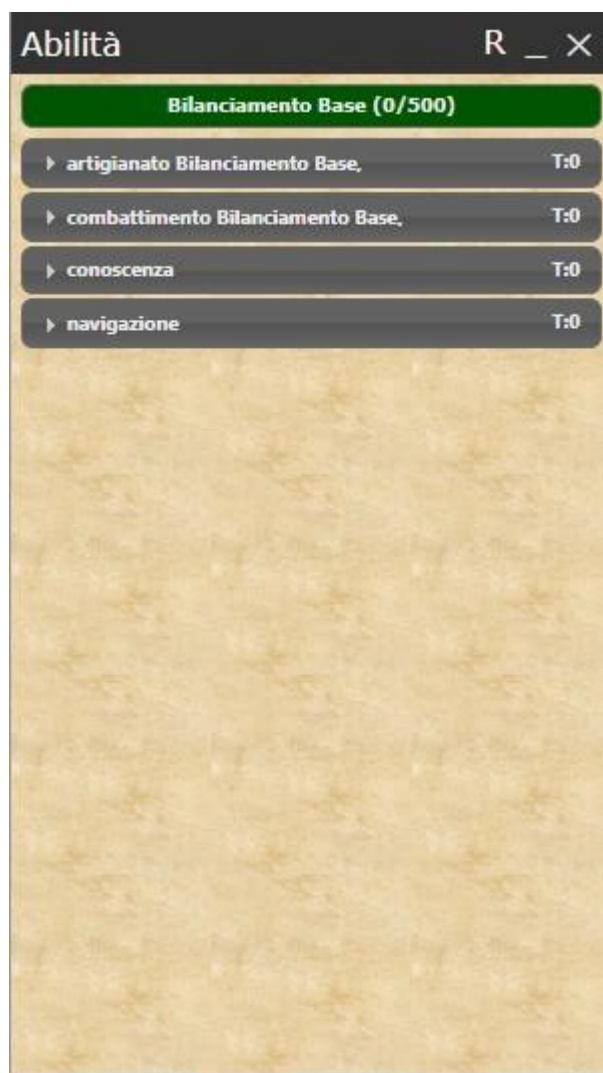 Abilità R _ ×
Bilanciamento Base (0/500)
artigianato Bilanciamento Base, T:0
combattimento Bilanciamento Base, T:0
conoscenza T:0
navigazione T:0